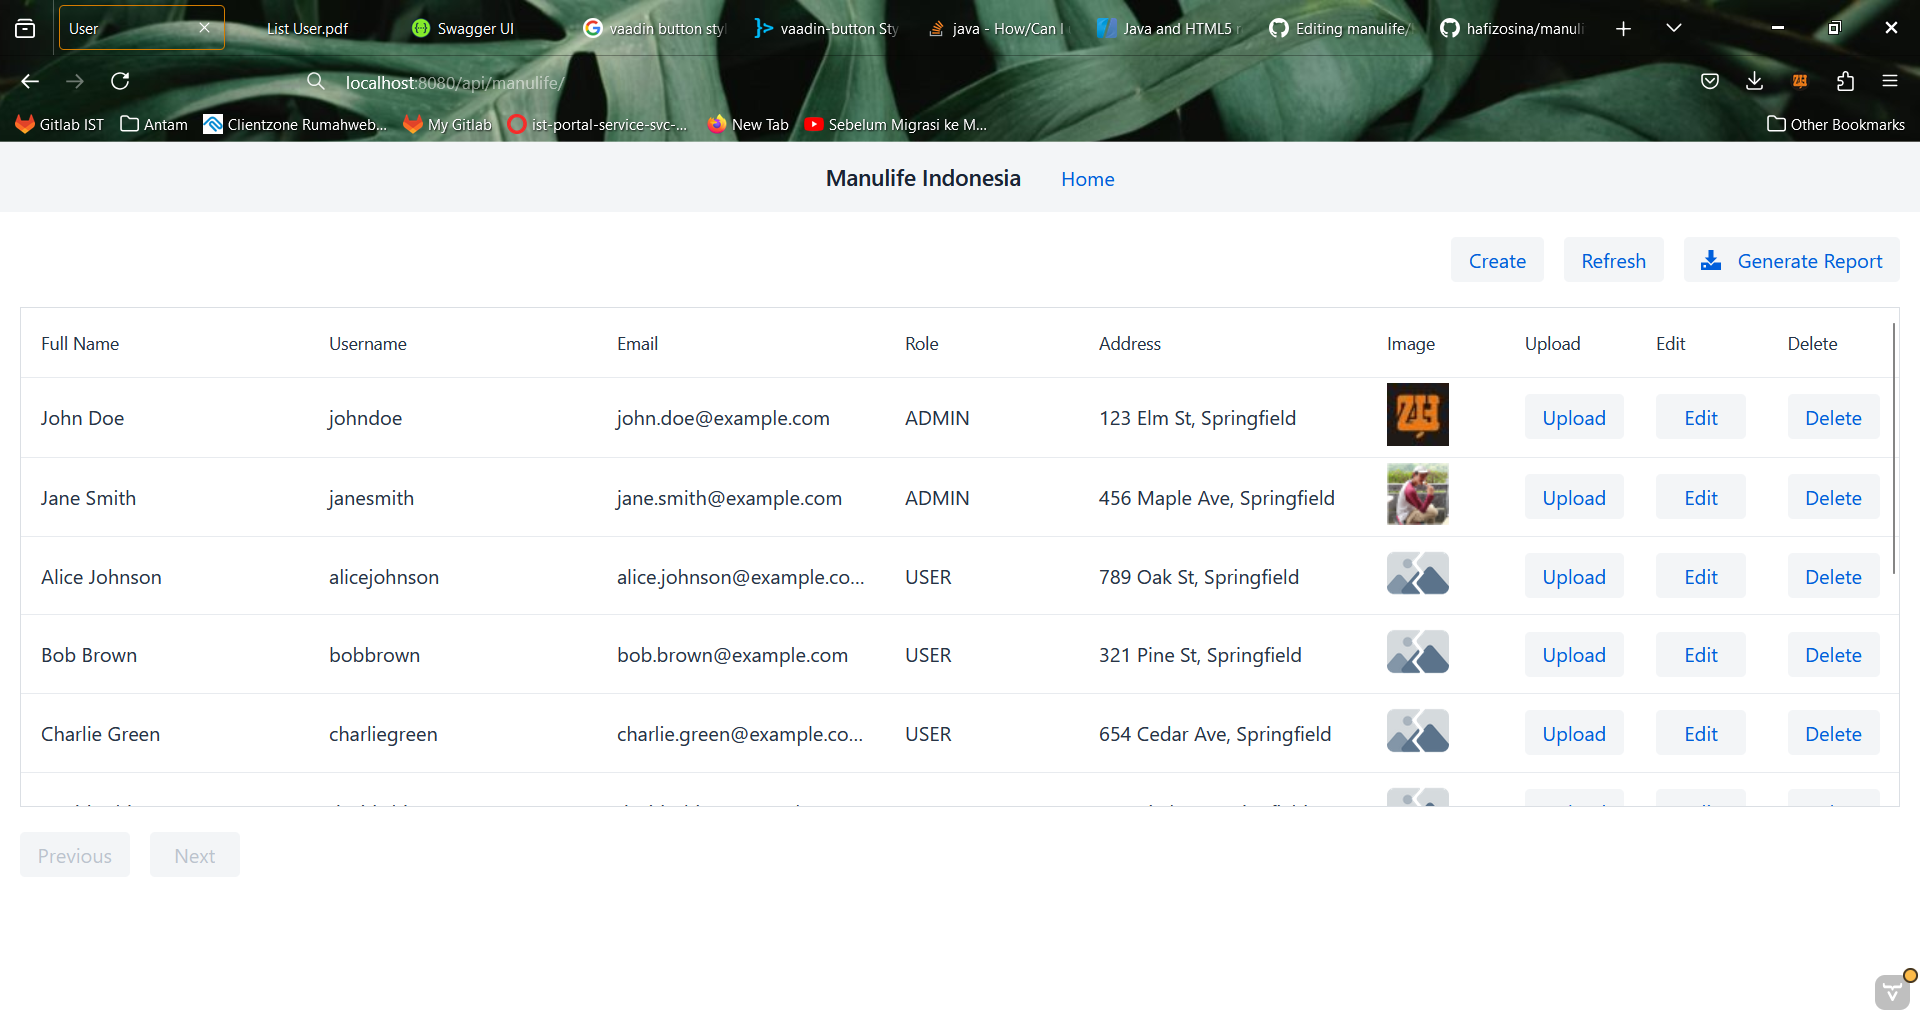 User
List User.pdf
Swagger UI
vaadin button sty
vaadin-button Sty
java - How/Can I
Java and HTML5 r
Editing manulife/
hafizosina/manuli
localhost:8080/api/manulife/
Gitlab IST
Antam
Clientzone Rumahweb...
My Gitlab
ist-portal-service-svc-...
New Tab
Sebelum Migrasi ke M...
Other Bookmarks
Manulife Indonesia Home
Create Refresh Generate Report
Full Name Username Email Role Address Image Upload Edit Delete
John Doe johndoe john.doe@example.com ADMIN 123 Elm St, Springfield Upload Edit Delete
Jane Smith janesmith jane.smith@example.com ADMIN 456 Maple Ave, Springfield Upload Edit Delete
Alice Johnson alicejohnson alice.johnson@example.co... USER 789 Oak St, Springfield Upload Edit Delete
Bob Brown bobbrown bob.brown@example.com USER 321 Pine St, Springfield Upload Edit Delete
Charlie Green charliegreen charlie.green@example.co... USER 654 Cedar Ave, Springfield Upload Edit Delete
Previous Next